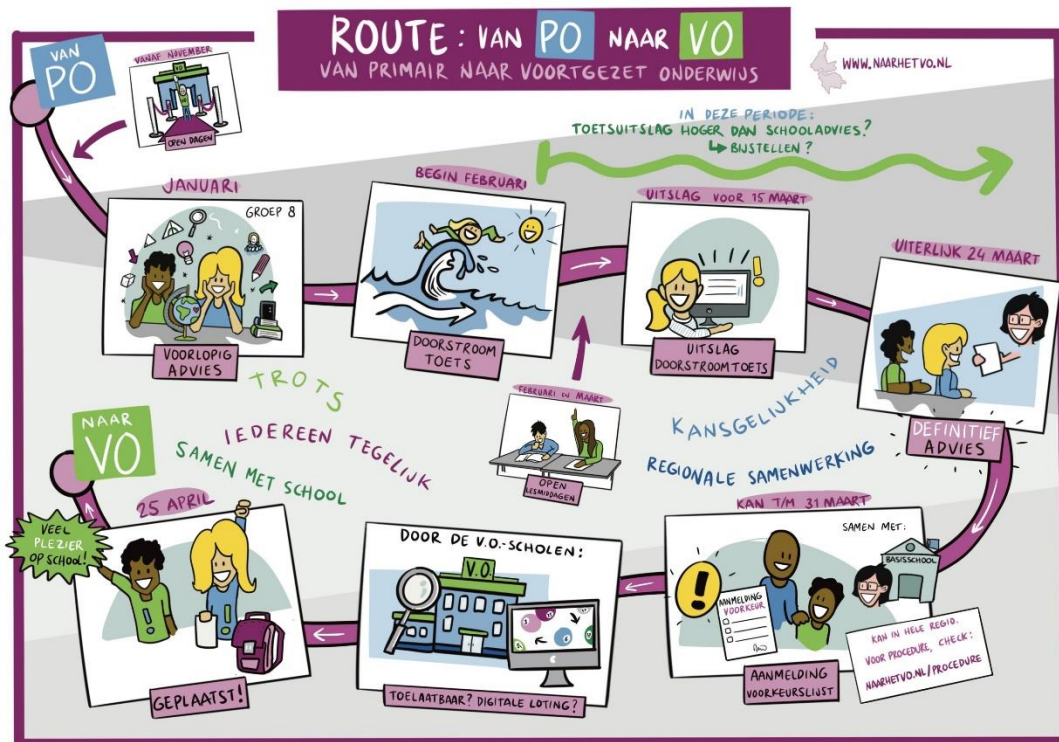 ROUTE: VAN PO NAAR VO
VAN PRIMAIR NAAR VOORTGEZET ONDERWIJS
WWW.NAARHETVO.NL
VAN
PO
VANAF NOVEMBER
V.O.
OPEN DAGEN
IN DEZE PERIODE:
TOETSUITSLAG HOGER DAN SCHOOLADVIES?
↳ BIJSTELLEN?
JANUARI
GROEP 8
VOORLOPIG
ADVIES
BEGIN FEBRUARI
DOORSTROOM
TOETS
UITSLAG VOOR 15 MAART
UITSLAG
DOORSTROOMTOETS
UITERLIJK 24 MAART
DEFINITIEF
ADVIES
FEBRUARI EN MAART
OPEN
LESMIDDAGEN
TROTS
IEDEREEN TEGELIJK
SAMEN MET SCHOOL
KANSGELIJKHEID
REGIONALE SAMENWERKING
KAN T/M 31 MAART
SAMEN MET:
BASISSCHOOL
AANMELDING
VOORKEUR
KAN IN HELE REGIO.
VOOR PROCEDURE, CHECK:
NAARHETVO.NL/PROCEDURE
AANMELDING
VOORKEURSLIJST
DOOR DE V.O.-SCHOLEN:
V.O.
TOELAATBAAR? DIGITALE LOTING?
25 APRIL
GEPLAATST!
NAAR
VO
VEEL
PLEZIER
OP SCHOOL!